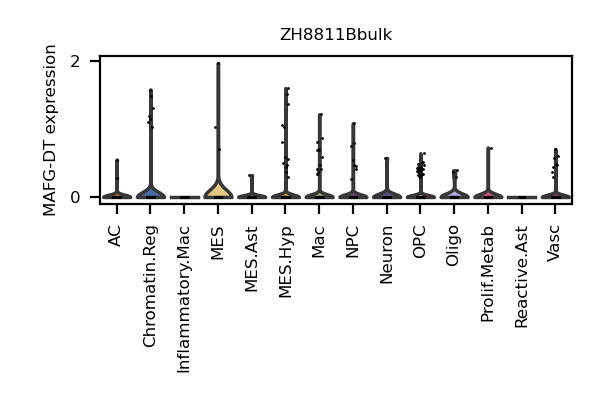 ZH8811Bbulk
MAFG-DT expression
2
0
AC
Chromatin.Reg
Inflammatory.Mac
MES
MES.Ast
MES.Hyp
Mac
NPC
Neuron
OPC
Oligo
Prolif.Metab
Reactive.Ast
Vasc